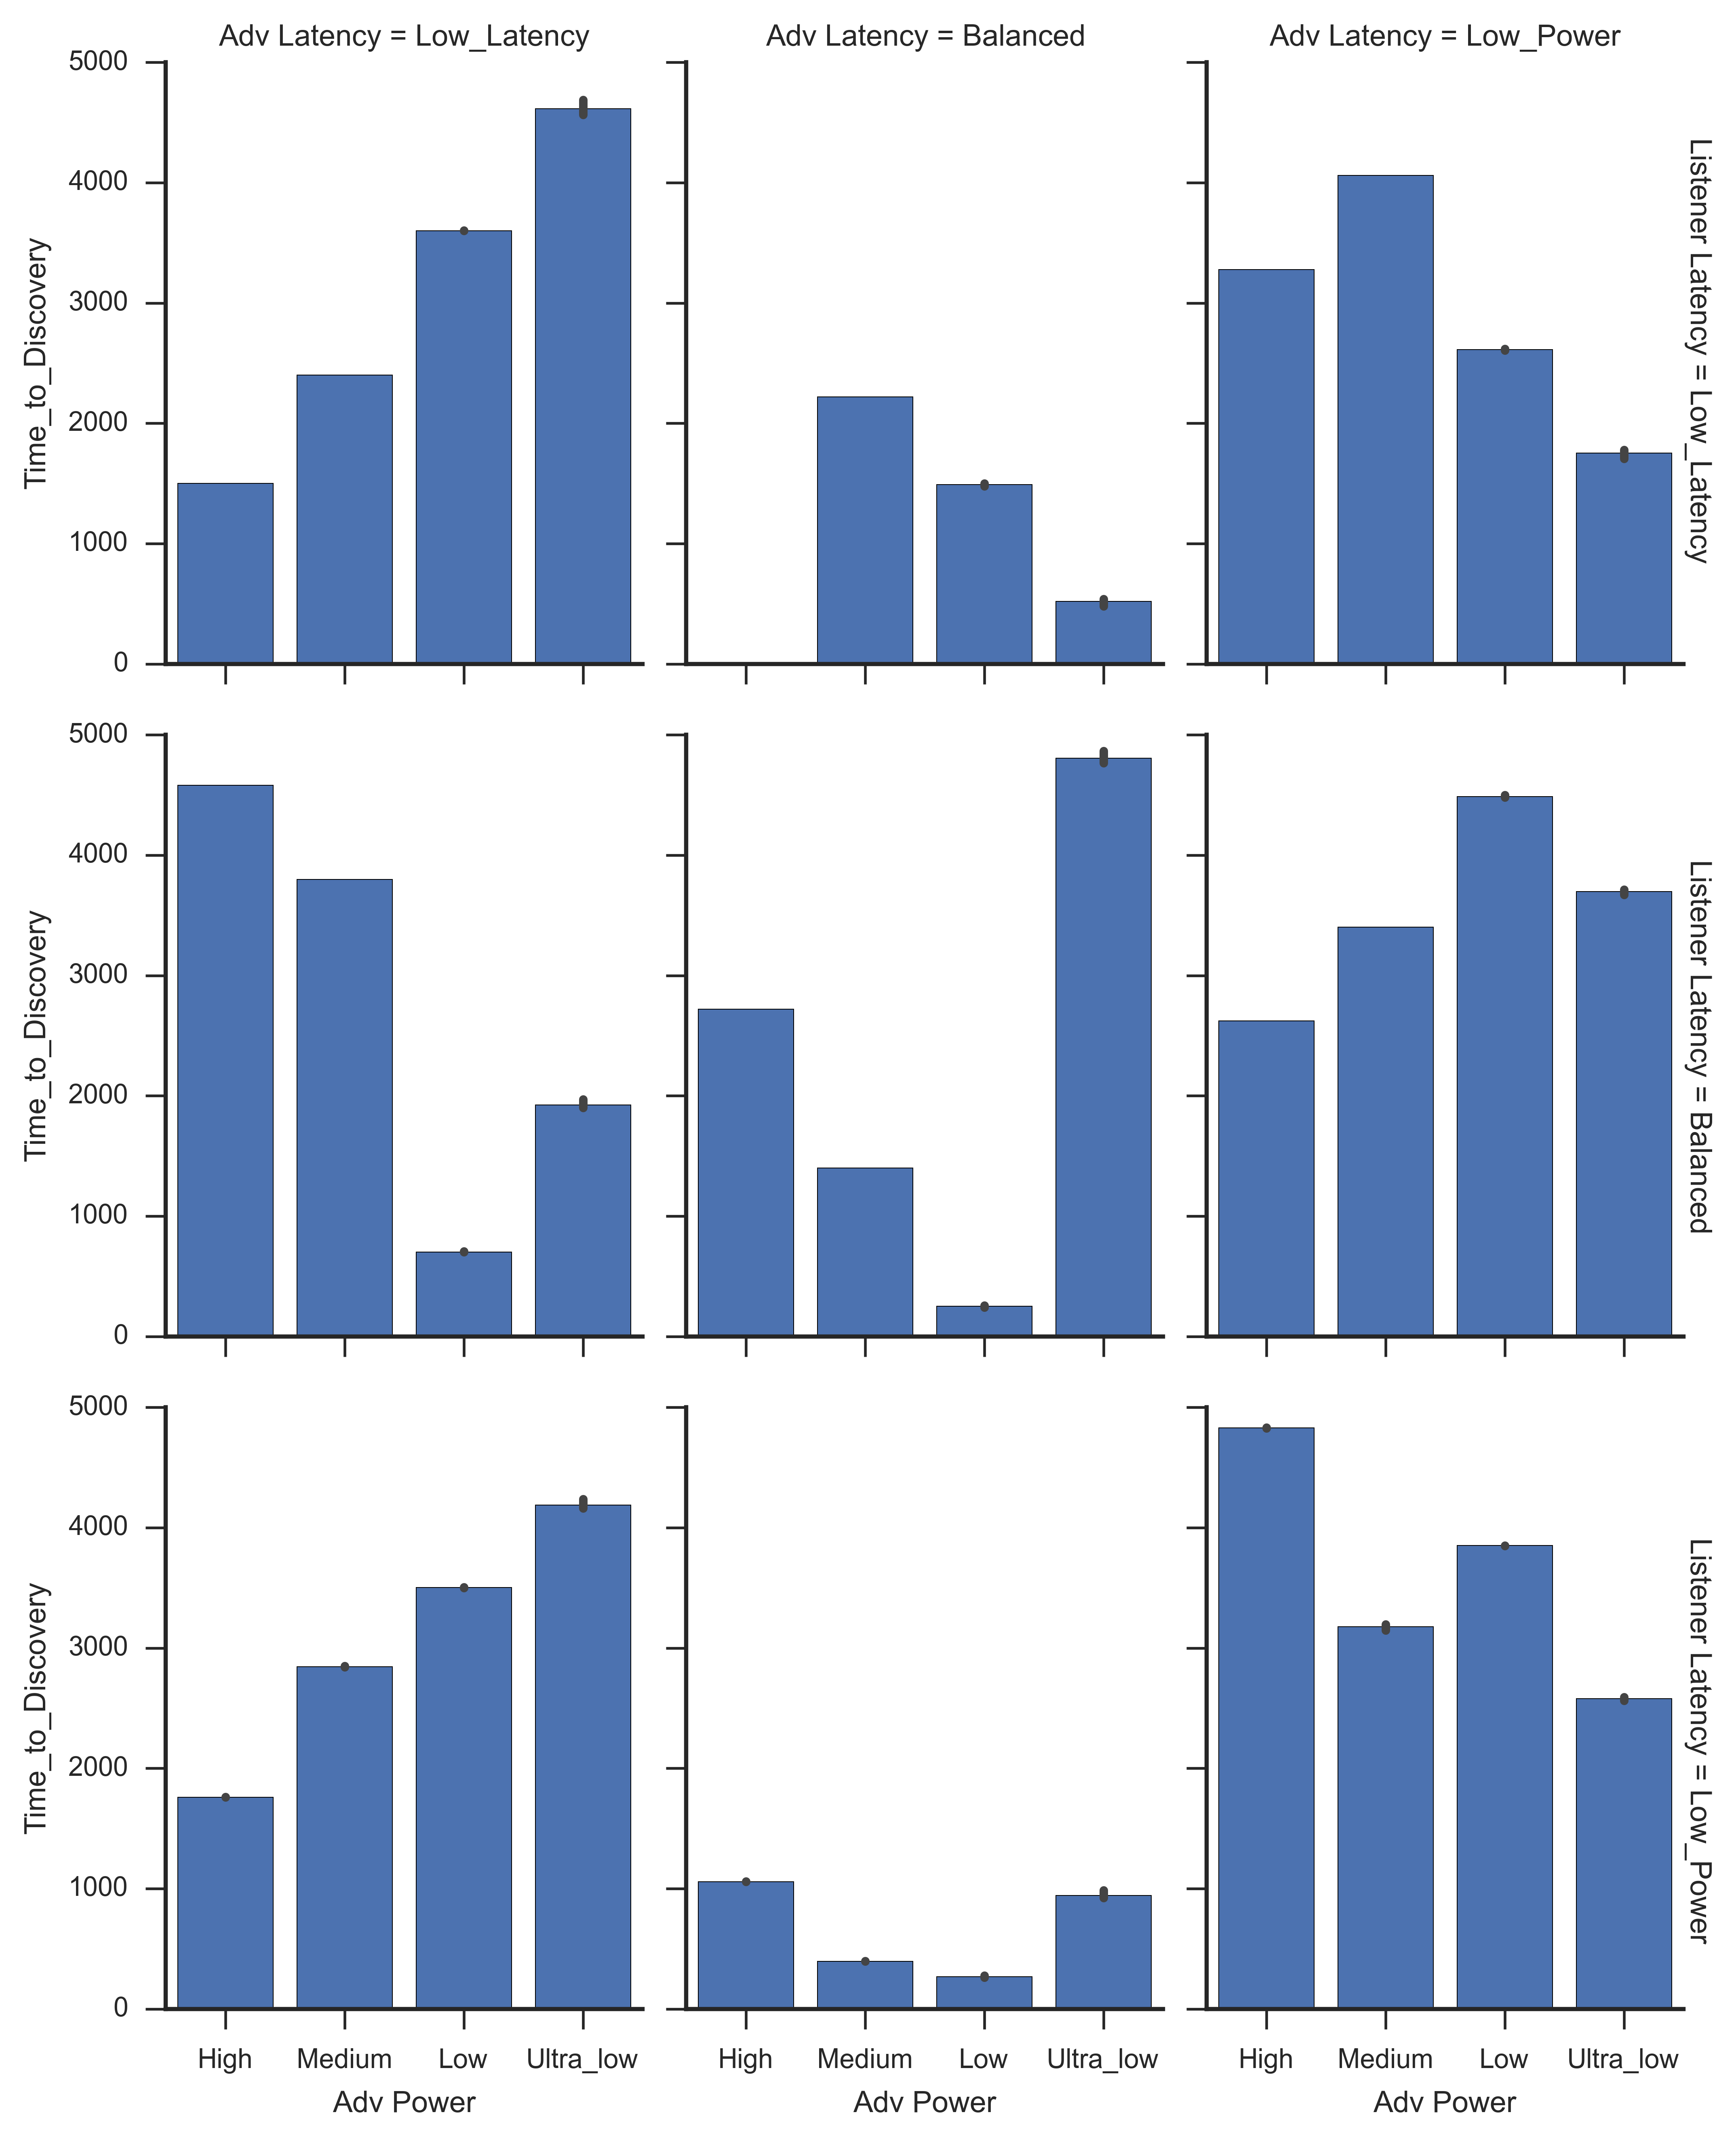 Adv Latency = Low_Latency
Adv Latency = Balanced
Adv Latency = Low_Power
5000
4000
3000
2000
1000
0
Time_to_Discovery
Listener Latency = Low_Latency
5000
4000
3000
2000
1000
0
Time_to_Discovery
Listener Latency = Balanced
5000
4000
3000
2000
1000
0
Time_to_Discovery
Listener Latency = Low_Power
High Medium Low Ultra_low
High Medium Low Ultra_low
High Medium Low Ultra_low
Adv Power
Adv Power
Adv Power